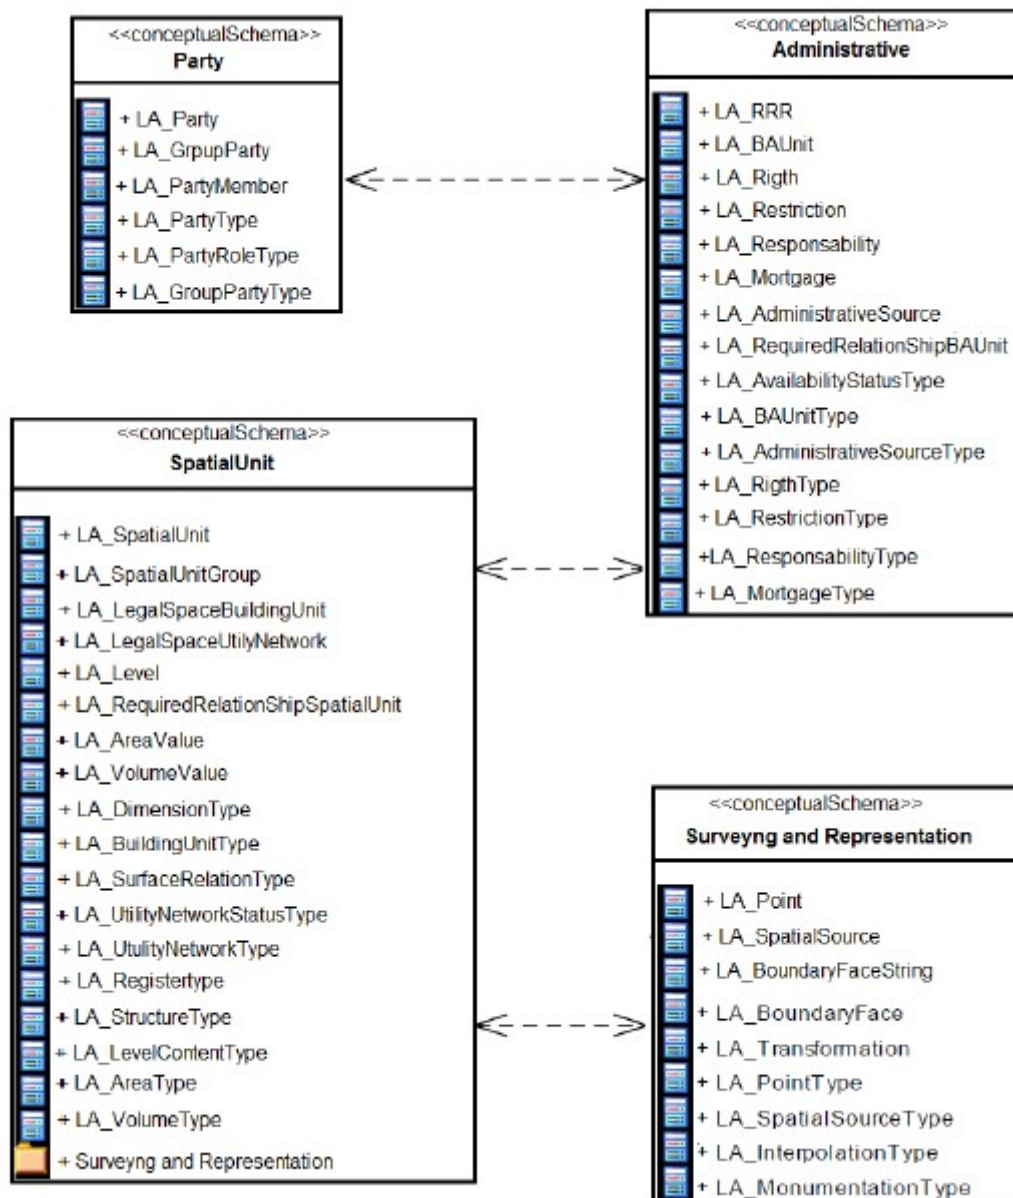 <<conceptualSchema>>
Party
+ LA_Party
+ LA_GrpupParty
+ LA_PartyMember
+ LA_PartyType
+ LA_PartyRoleType
+ LA_GroupPartyType
<<conceptualSchema>>
Administrative
+ LA_RRR
+ LA_BAUnit
+ LA_Rigth
+ LA_Restriction
+ LA_Responsability
+ LA_Mortgage
+ LA_AdministrativeSource
+ LA_RequiredRelationShipBAUnit
+ LA_AvailabilityStatusType
+ LA_BAUnitType
+ LA_AdministrativeSourceType
+ LA_RigthType
+ LA_RestrictionType
+LA_ResponsabilityType
+ LA_MortgageType
<<conceptualSchema>>
SpatialUnit
+ LA_SpatialUnit
+ LA_SpatialUnitGroup
+ LA_LegalSpaceBuildingUnit
+ LA_LegalSpaceUtilyNetwork
+ LA_Level
+ LA_RequiredRelationShipSpatialUnit
+ LA_AreaValue
+ LA_VolumeValue
+ LA_DimensionType
+ LA_BuildingUnitType
+ LA_SurfaceRelationType
+ LA_UtilityNetworkStatusType
+ LA_UtulityNetworkType
+ LA_Registertype
+ LA_StructureType
+ LA_LevelContentType
+ LA_AreaType
+ LA_VolumeType
+ Surveyng and Representation
<<conceptualSchema>>
Surveyng and Representation
+ LA_Point
+ LA_SpatialSource
+ LA_BoundaryFaceString
+ LA_BoundaryFace
+ LA_Transformation
+ LA_PointType
+ LA_SpatialSourceType
+ LA_InterpolationType
+ LA_MonumentationType